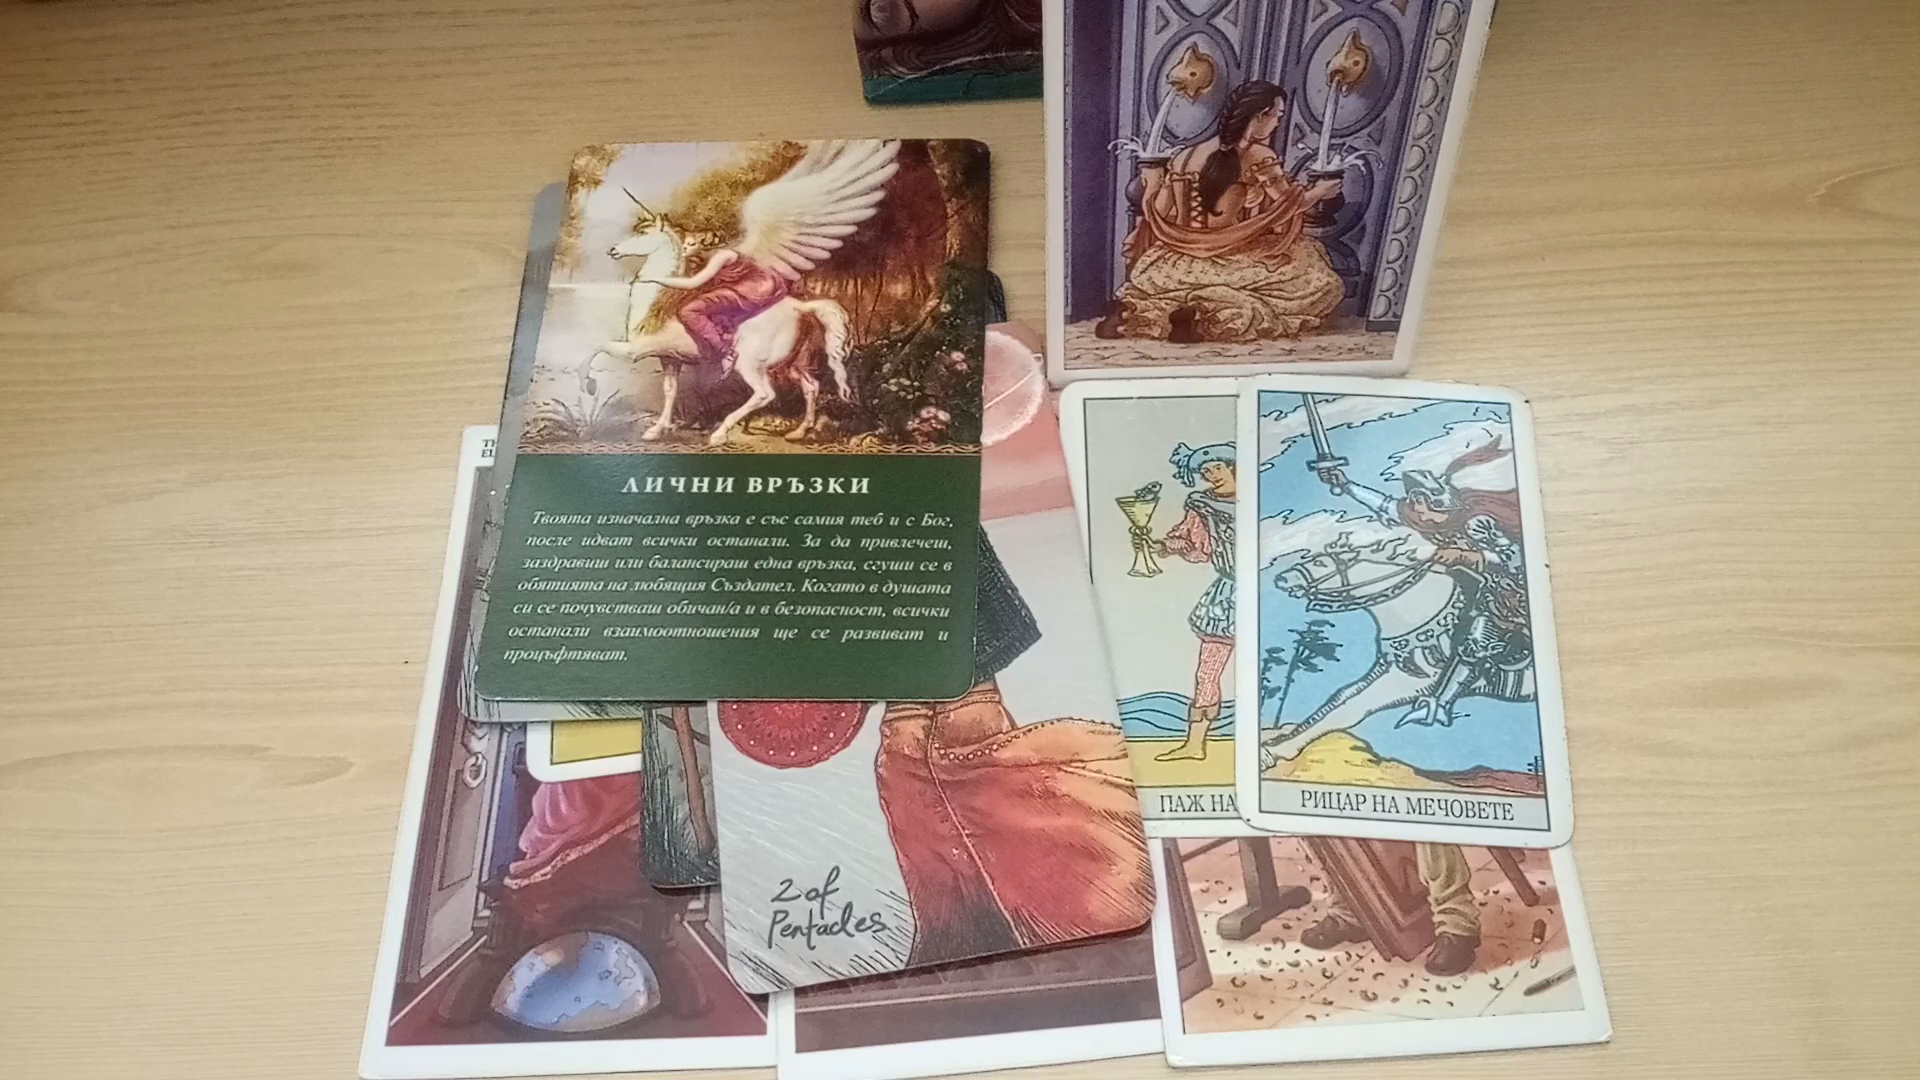 ЛИЧНИ ВРЪЗКИ
Твоята изначална връзка е със самия теб и с Бог,
после идват всички останали. За да привлечеш,
заздравиш или балансираш една връзка, сгуши се в
обятията на любящия Създател. Когато в душата
си се почувстваш обичан/а и в безопасност, всички
останали взаимоотношения ще се развиват и
процъфтяват.
ПАЖ НА
РИЦАР НА МЕЧОВЕТЕ
2 of
Pentacles